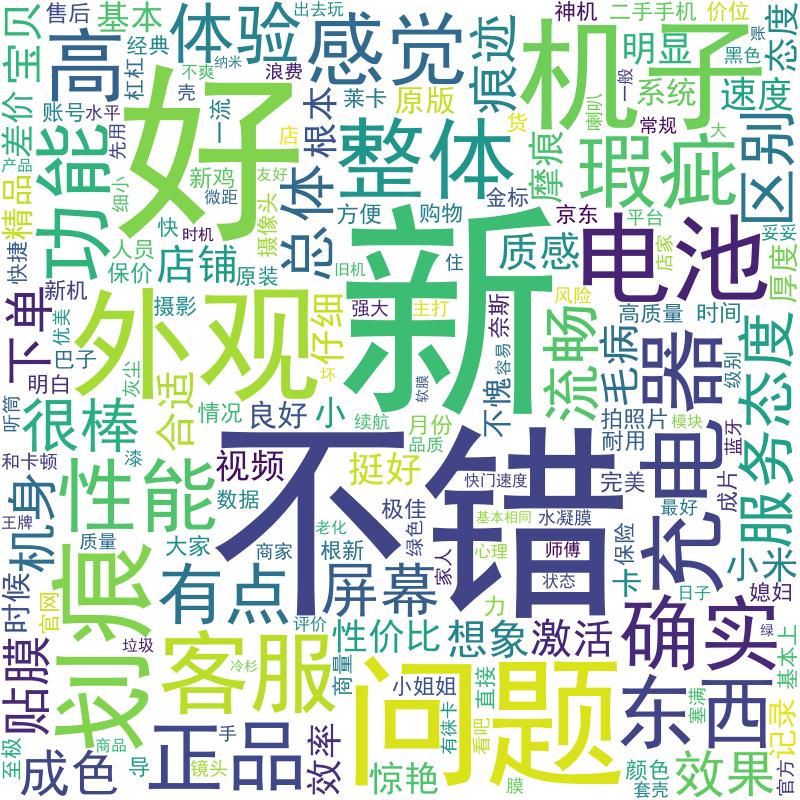 售后
基本
出去玩
体验
感觉
神机
二手手机
价位
态度
宝贝
高
杠杠
经典
不爽
纳米
浪费
痕迹
明显
黑色
账
一般
机子
系统
速度
差价
账号
水平
壳
一流
莱卡
原版
根本
店
货
喇叭
常规
大
好
先用
功能
精品
新鸡
友好
微距
细小
摄像头
总体
整体
金标
摩痕
瑕疵
区别
方便
购物
京东
平台
妥妥
快捷
人员
保价
快
时机
店铺
原装
旧机
住
质感
电池
店家
厚度
新机
下单
优美
巴子
外观
摄影
灰尘
仔细
强大
主打
坏
新
奈斯
容易
软膜
不愧
风险
高质量
时间
流畅
毛病
器
级别
服务态度
听筒
很棒
合适
情况
良好
小
续航
月份
品质
拍照片
耐用
模块
蓝牙
充电
性能
漆
视频
挺好
不错
快门速度
完美
最好
成片
机身
数据
极佳
绿色
基本相同
水凝膜
保险
小米
王牌
质量
大家
商家
根新
老化
家人
心理
师傅
状态
卡
日子
时候
官网
划痕
有点
屏幕
力
媳妇
贴膜
垃圾
评价
性价比
想象
激活
确实
绿
基本上
客服
冷杉
商量
小姐姐
有徕卡
直接
看吧
问题
东西
塞满
记录
官方
至极
商品
成色
导
正品
手
镜头
效率
惊艳
膜
颜色
套壳
效果